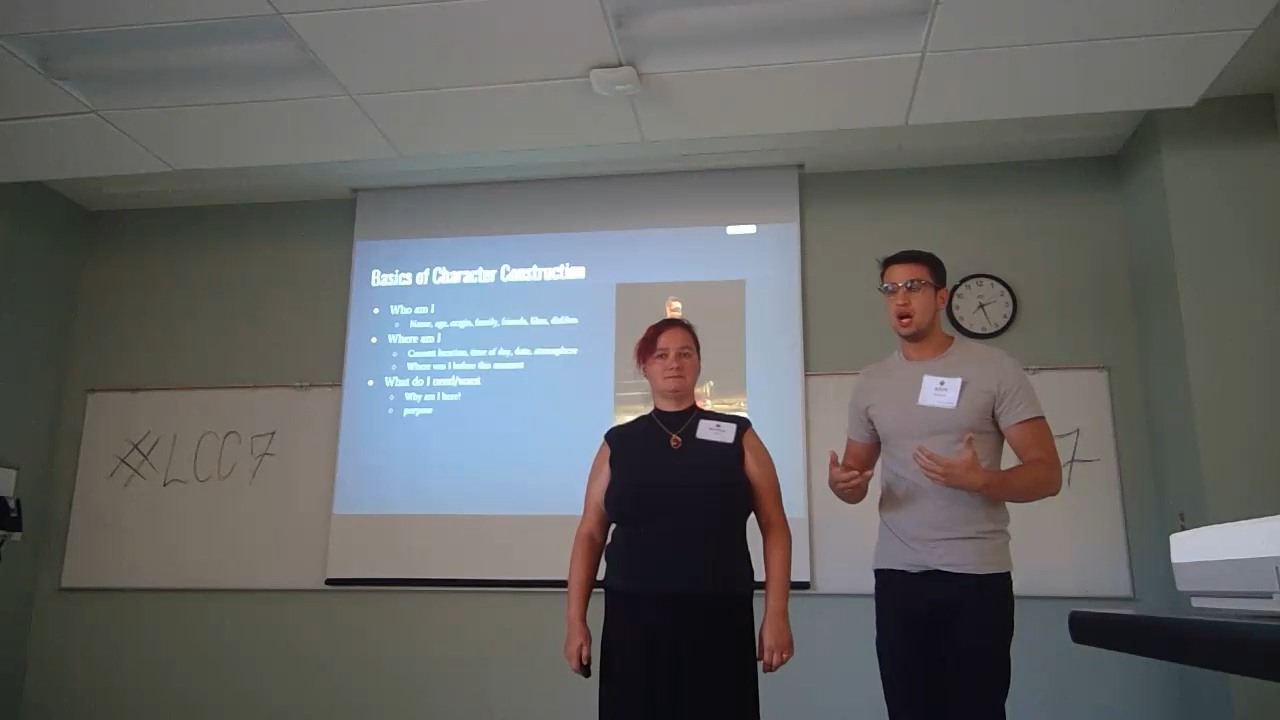 Basics of Character Construction
Who am I
Name, age, origin, family, friends, likes, dislikes
Where am I
Current location, time of day, date, atmosphere
Where was I before this moment
What do I need/want
Why am I here?
purpose
#LCC7
7